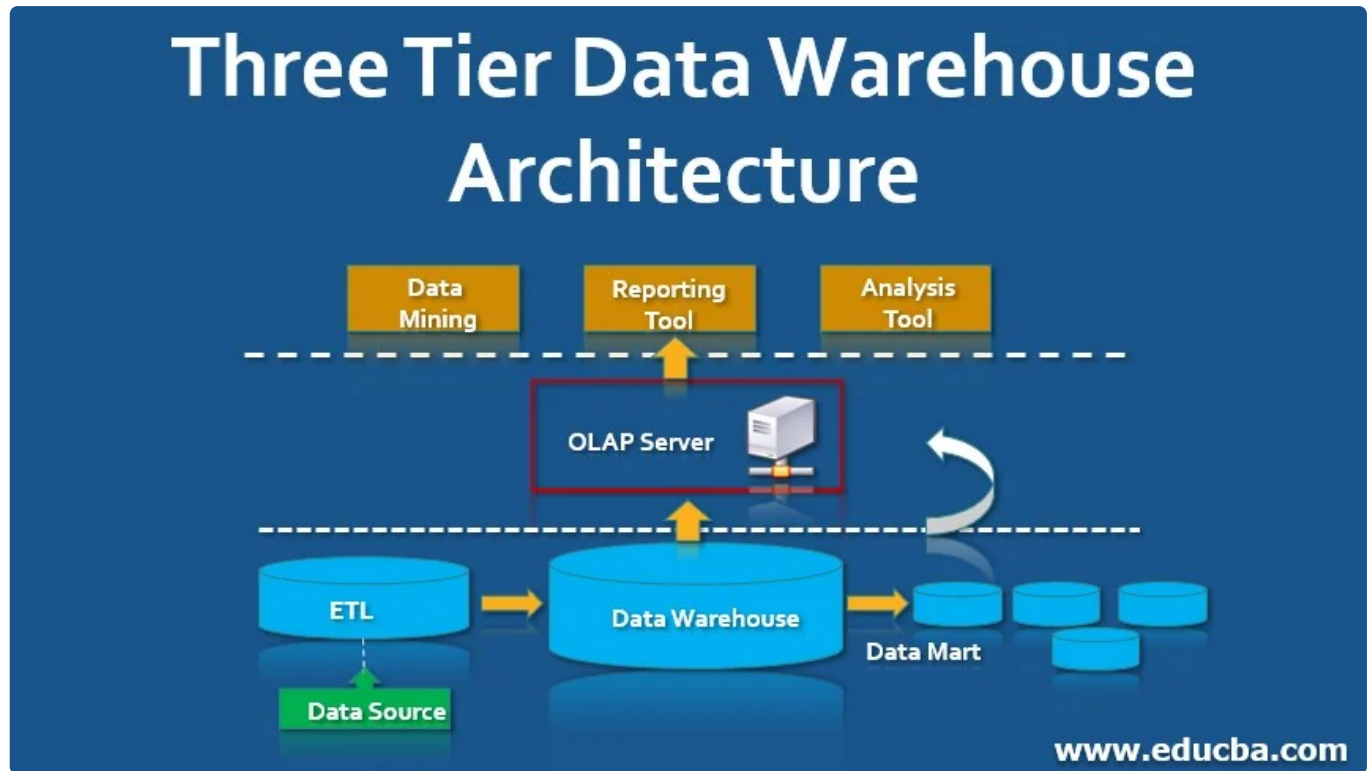 Three Tier Data Warehouse
Architecture
Data
Mining
Reporting
Tool
Analysis
Tool
OLAP Server
ETL
Data Warehouse
Data Mart
Data Source
www.educba.com